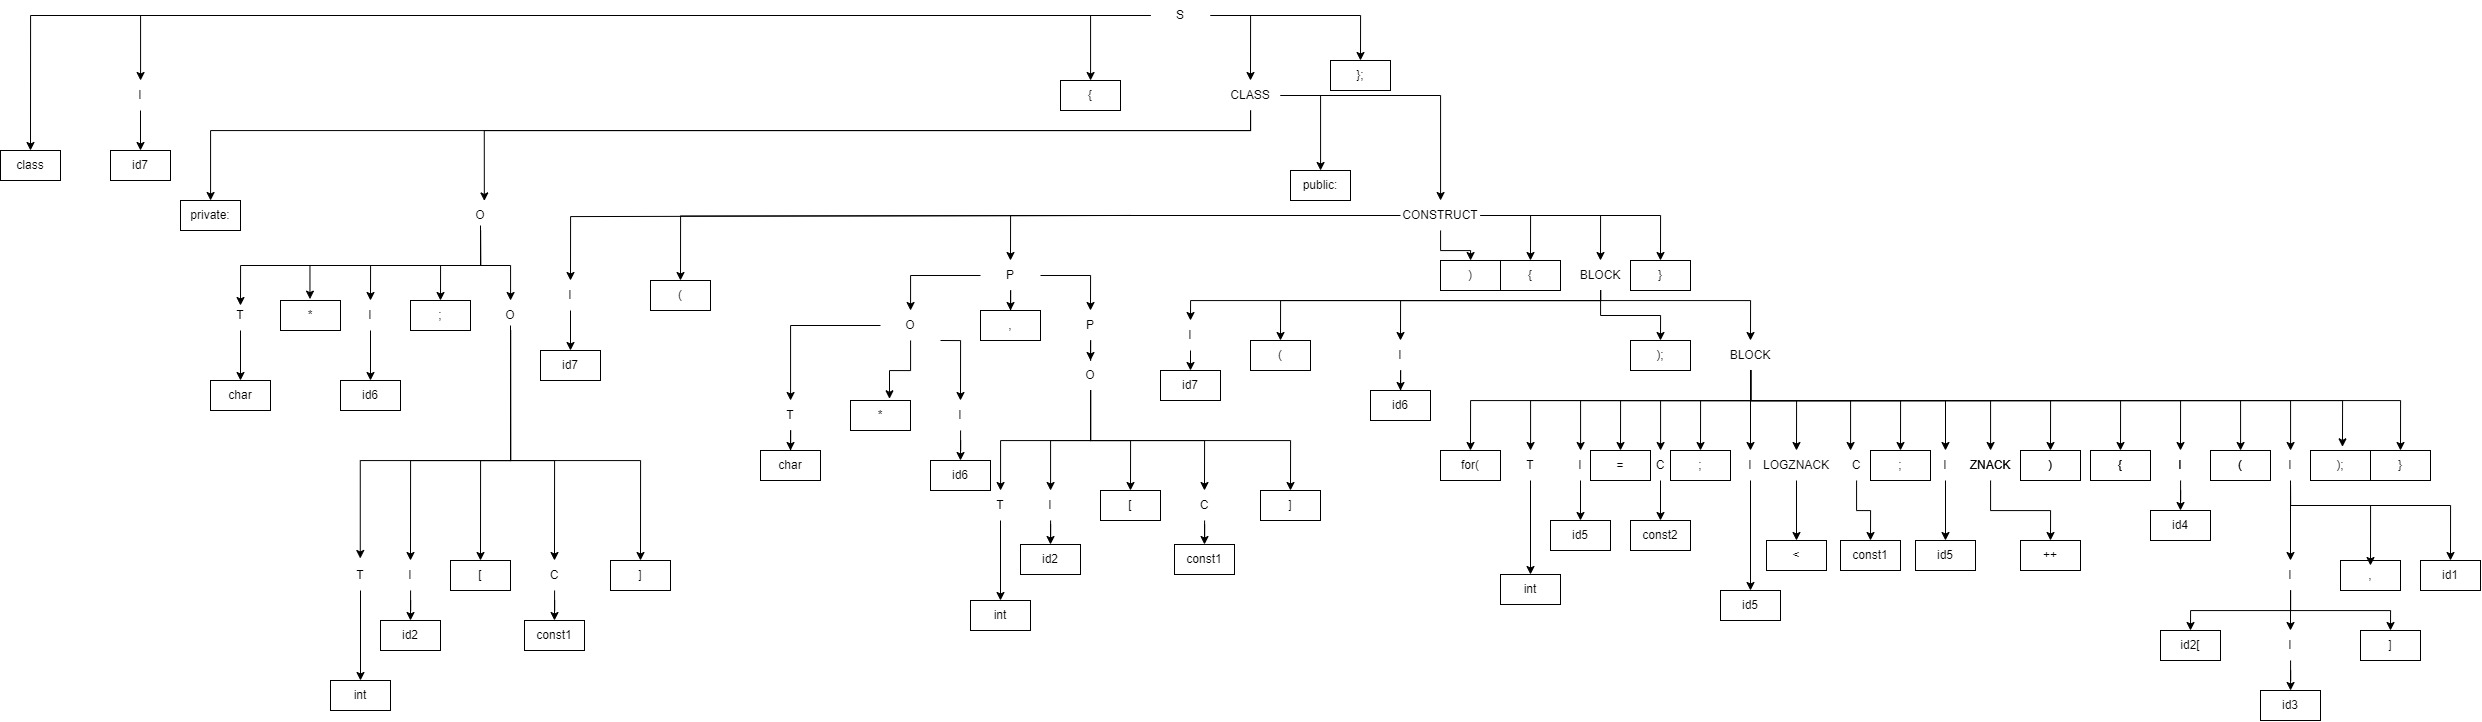 S
}; 
I { CLASS
class id7 public:
private: O CONSTRUCT
I ( P ) { BLOCK }
T * I ; O O , P I
char id6 id7 I ( I ); BLOCK
O id7 id6
T * I
char id6 for( T I = C ; I LOGZNACK C ; I ZNACK ) { I ( I ); }
T I [ C ] id5 const2 id4
id2 const1 < const1 id5 ++
T I [ C ] int int id5 I , id1
id2 const1 id2[ I ]
int id3